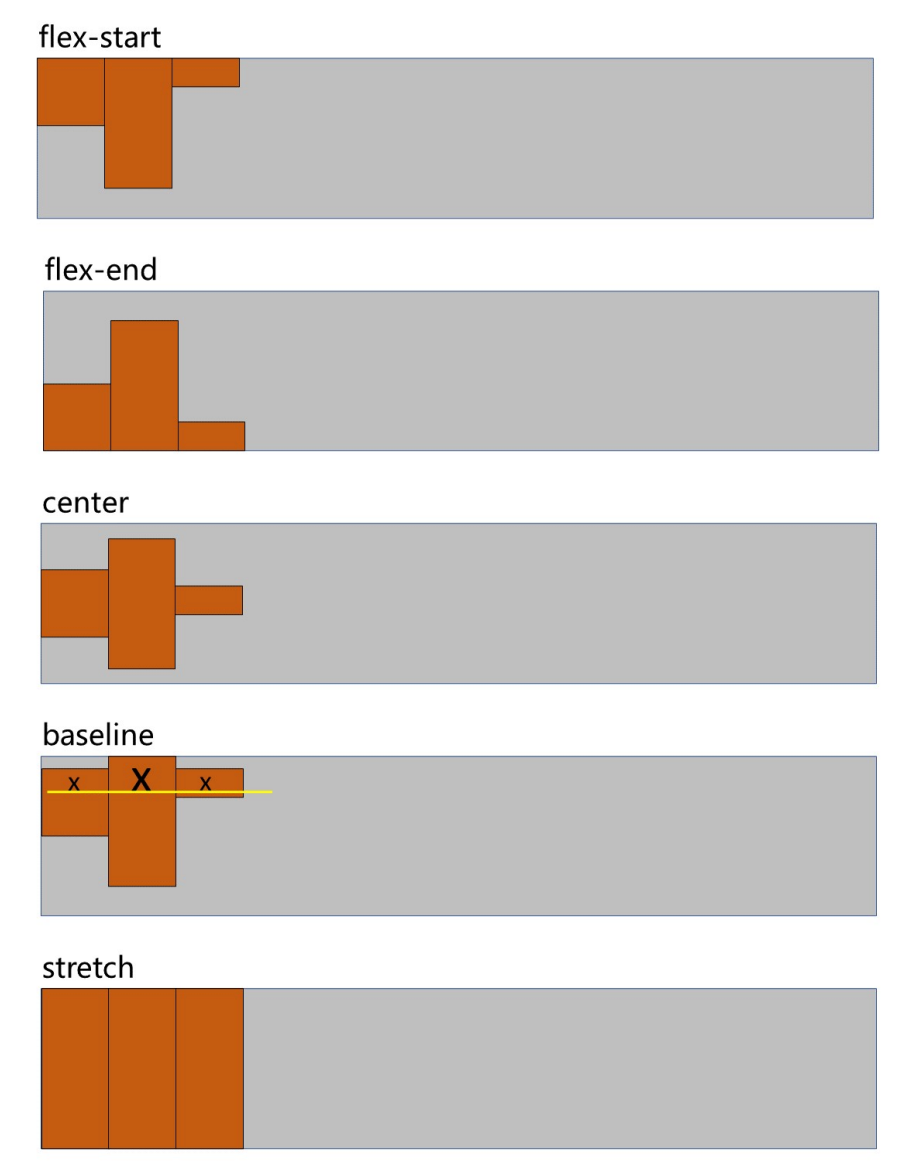 flex-start
flex-end
center
baseline
x X x
stretch